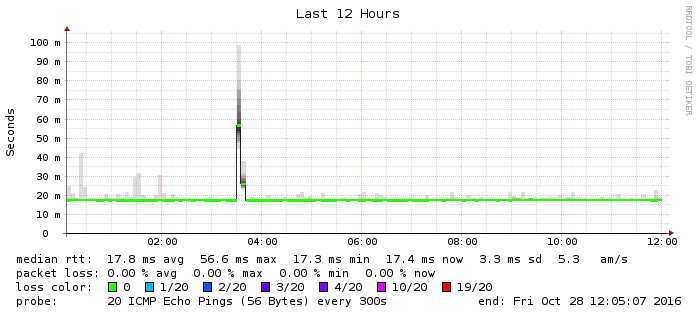 Last 12 Hours
RRDTOOL / TOBI OETIKER
Seconds
100 m
90 m
80 m
70 m
60 m
50 m
40 m
30 m
20 m
10 m
0
02:00 04:00 06:00 08:00 10:00 12:00
median rtt: 17.8 ms avg 56.6 ms max 17.3 ms min 17.4 ms now 3.3 ms sd 5.3 am/s
packet loss: 0.00 % avg 0.00 % max 0.00 % min 0.00 % now
loss color: 0 1/20 2/20 3/20 4/20 10/20 19/20
probe: 20 ICMP Echo Pings (56 Bytes) every 300s end: Fri Oct 28 12:05:07 2016